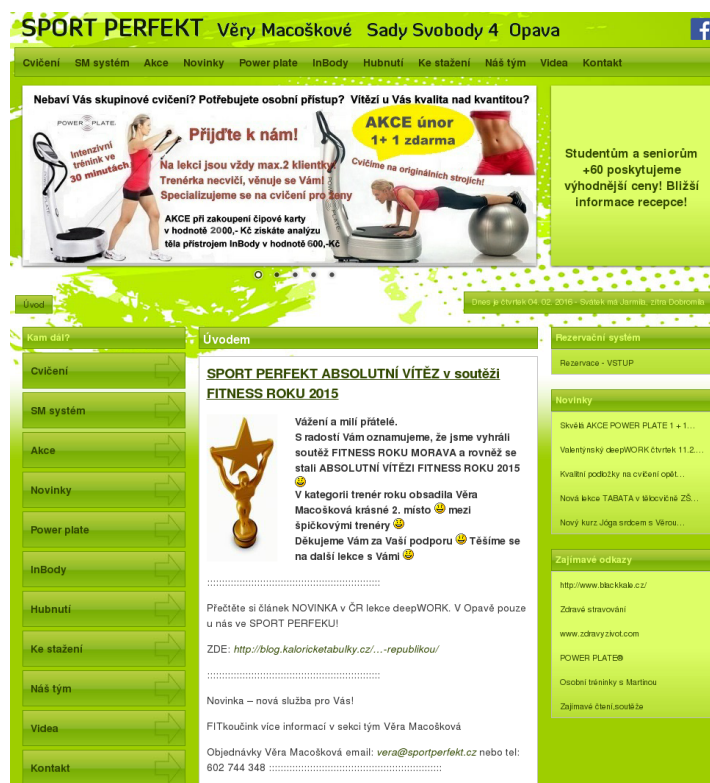 SPORT PERFEKT Věry Macoškové Sady Svobody 4 Opava
Cvičení SM systém Akce Novinky Power plate InBody Hubnutí Ke stažení Náš tým Videa Kontakt
Nebaví Vás skupinové cvičení? Potřebujete osobní přístup? Vítězí u Vás kvalita nad kvantitou?
POWER PLATE
Intenzivní
trénink ve
30 minutách
Přijďte k nám!
Na lekci jsou vždy max.2 klientky!
Trenérka necvičí, věnuje se Vám!
Specializujeme se na cvičení pro ženy
AKCE při zakoupení čipové karty
v hodnotě 2000,- Kč získáte analýzu
těla přístrojem InBody v hodnotě 600,-Kč
AKCE únor
1+ 1 zdarma
Cvičíme na originálních strojích!
Studentům a seniorům
+60 poskytujeme
výhodnější ceny! Bližší
informace recepce!
Úvod
Dnes je čtvrtek 04. 02. 2016 - Svátek má Jarmila, zítra Dobromila
Kam dál?
Cvičení
SM systém
Akce
Novinky
Power plate
InBody
Hubnutí
Ke stažení
Náš tým
Videa
Kontakt
Úvodem
SPORT PERFEKT ABSOLUTNÍ VÍTĚZ v soutěži
FITNESS ROKU 2015
Vážení a milí přátelé.
S radostí Vám oznamujeme, že jsme vyhráli
soutěž FITNESS ROKU MORAVA a rovněž se
stali ABSOLUTNÍ VÍTĚZI FITNESS ROKU 2015
V kategorii trenér roku obsadila Věra
Macošková krásné 2. místo mezi
špičkovými trenéry
Děkujeme Vám za Vaší podporu Těšíme se
na další lekce s Vámi
::::::::::::::::::::::::::::::::::::::::::::::::::::::::::
Přečtěte si článek NOVINKA v ČR lekce deepWORK. V Opavě pouze
u nás ve SPORT PERFEKU!
ZDE: http://blog.kaloricketabulky.cz/…-republikou/
::::::::::::::::::::::::::::::::::::::::::::::::::::::::::
Novinka – nová služba pro Vás!
FITkoučink více informací v sekci tým Věra Macošková
Objednávky Věra Macošková email: vera@sportperfekt.cz nebo tel:
602 744 348 ::::::::::::::::::::::::::::::::::::::::::::::::::::::::::
Rezervační systém
Rezervace - VSTUP
Novinky
Skvělá AKCE POWER PLATE 1 + 1…
Valentýnský deepWORK čtvrtek 11.2.…
Kvalitní podložky na cvičení opět…
Nová lekce TABATA v tělocvičně ZŠ…
Nový kurz Jóga srdcem s Věrou…
Zajímavé odkazy
http://www.blackkale.cz/
Zdravé stravování
www.zdravyzivot.com
POWER PLATE®
Osobní tréninky s Martinou
Zajímavé čtení,soutěže